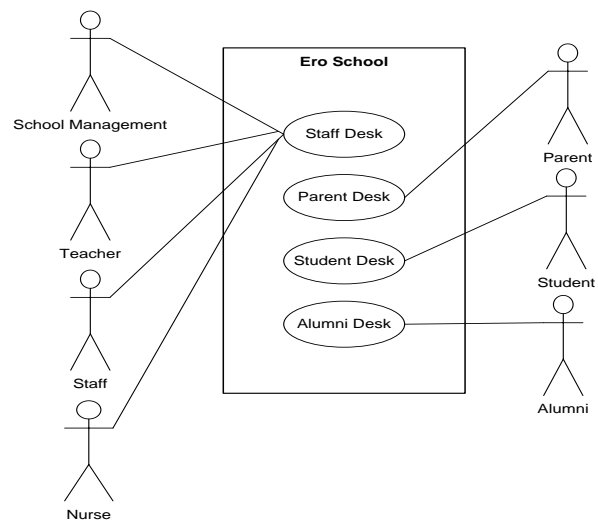 Ero School
School Management
Teacher
Staff
Nurse
Staff Desk
Parent Desk
Student Desk
Alumni Desk
Parent
Student
Alumni